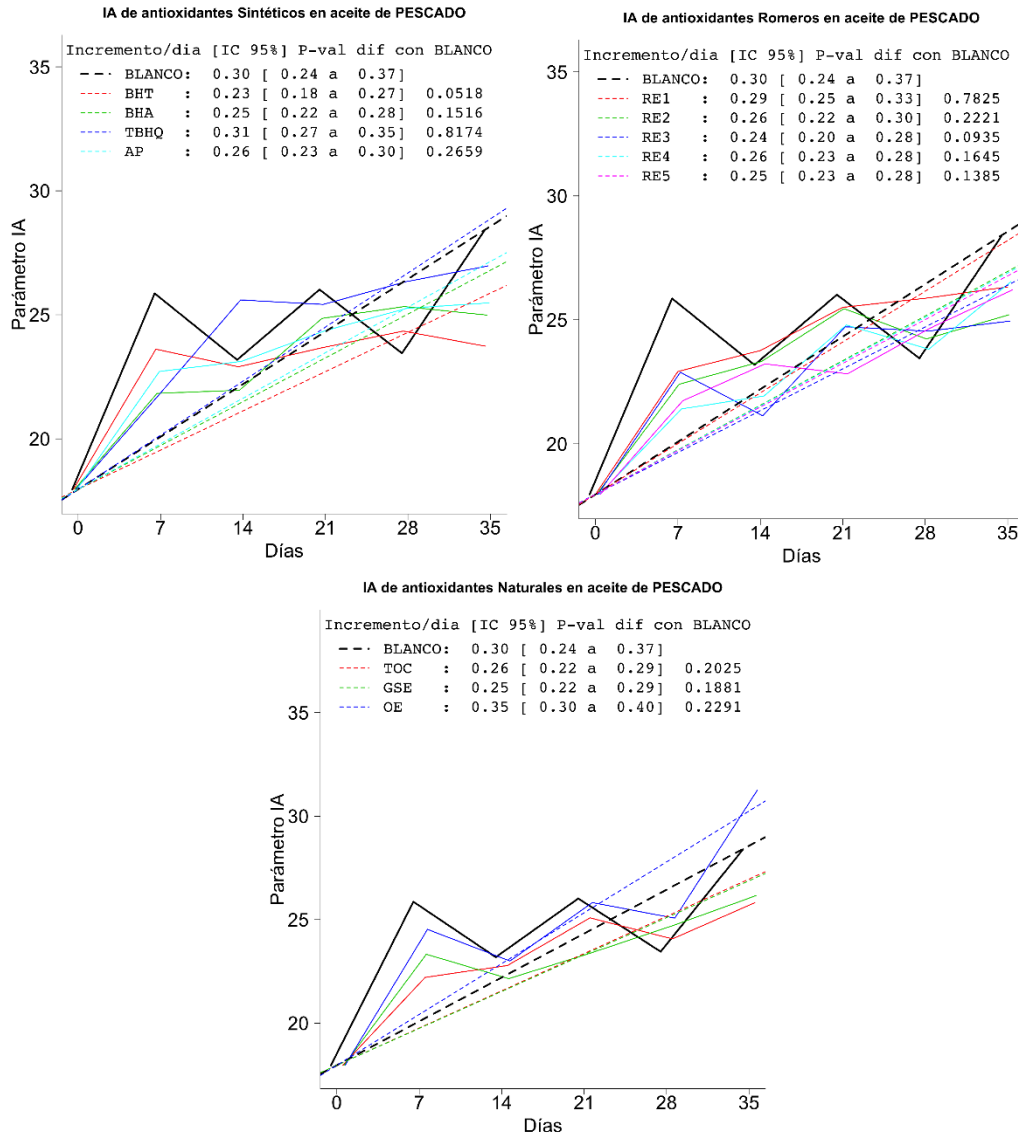 IA de antioxidantes Sintéticos en aceite de PESCADO
Incremento/dia [IC 95%] P-val dif con BLANCO
BLANCO: 0.30 [ 0.24 a 0.37]
BHT : 0.23 [ 0.18 a 0.27] 0.0518
BHA : 0.25 [ 0.22 a 0.28] 0.1516
TBHQ : 0.31 [ 0.27 a 0.35] 0.8174
AP : 0.26 [ 0.23 a 0.30] 0.2659
35
30
25
20
Parámetro IA
0 7 14 21 28 35
Días
IA de antioxidantes Romeros en aceite de PESCADO
Incremento/dia [IC 95%] P-val dif con BLANCO
BLANCO: 0.30 [ 0.24 a 0.37]
RE1 : 0.29 [ 0.25 a 0.33] 0.7825
RE2 : 0.26 [ 0.22 a 0.30] 0.2221
RE3 : 0.24 [ 0.20 a 0.28] 0.0935
RE4 : 0.26 [ 0.23 a 0.28] 0.1645
RE5 : 0.25 [ 0.23 a 0.28] 0.1385
35
30
25
20
Parámetro IA
0 7 14 21 28 35
Días
IA de antioxidantes Naturales en aceite de PESCADO
Incremento/dia [IC 95%] P-val dif con BLANCO
BLANCO: 0.30 [ 0.24 a 0.37]
TOC : 0.26 [ 0.22 a 0.29] 0.2025
GSE : 0.25 [ 0.22 a 0.29] 0.1881
OE : 0.35 [ 0.30 a 0.40] 0.2291
35
30
25
20
Parámetro IA
0 7 14 21 28 35
Días